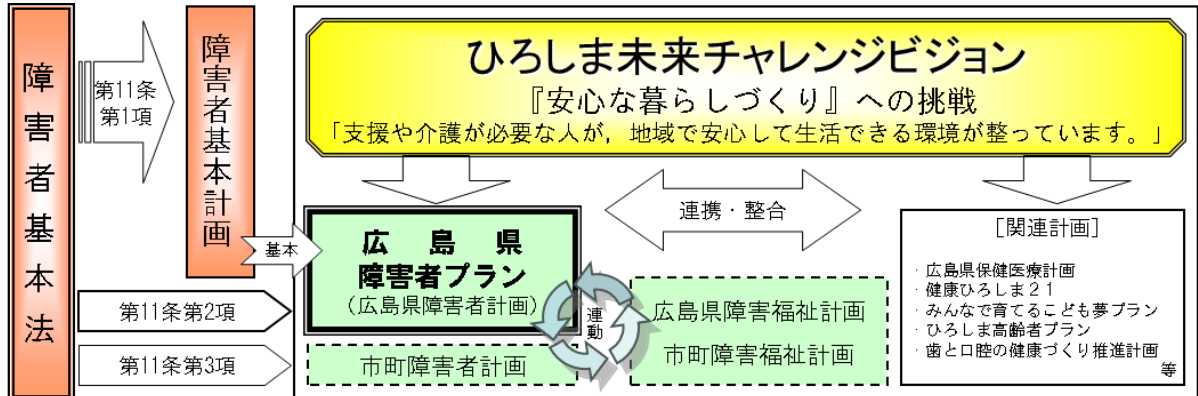 障害者基本法
第11条
第1項
障害者基本計画
ひろしま未来チャレンジビジョン
『安心な暮らしづくり』への挑戦
「支援や介護が必要な人が，地域で安心して生活できる環境が整っています。」
基本
広島県
障害者プラン
(広島県障害者計画)
連携・整合
[関連計画]
・広島県保健医療計画
・健康ひろしま２１
・みんなで育てるこども夢プラン
・ひろしま高齢者プラン
・歯と口腔の健康づくり推進計画
等
第11条第2項
連動
広島県障害福祉計画
市町障害福祉計画
第11条第3項
市町障害者計画